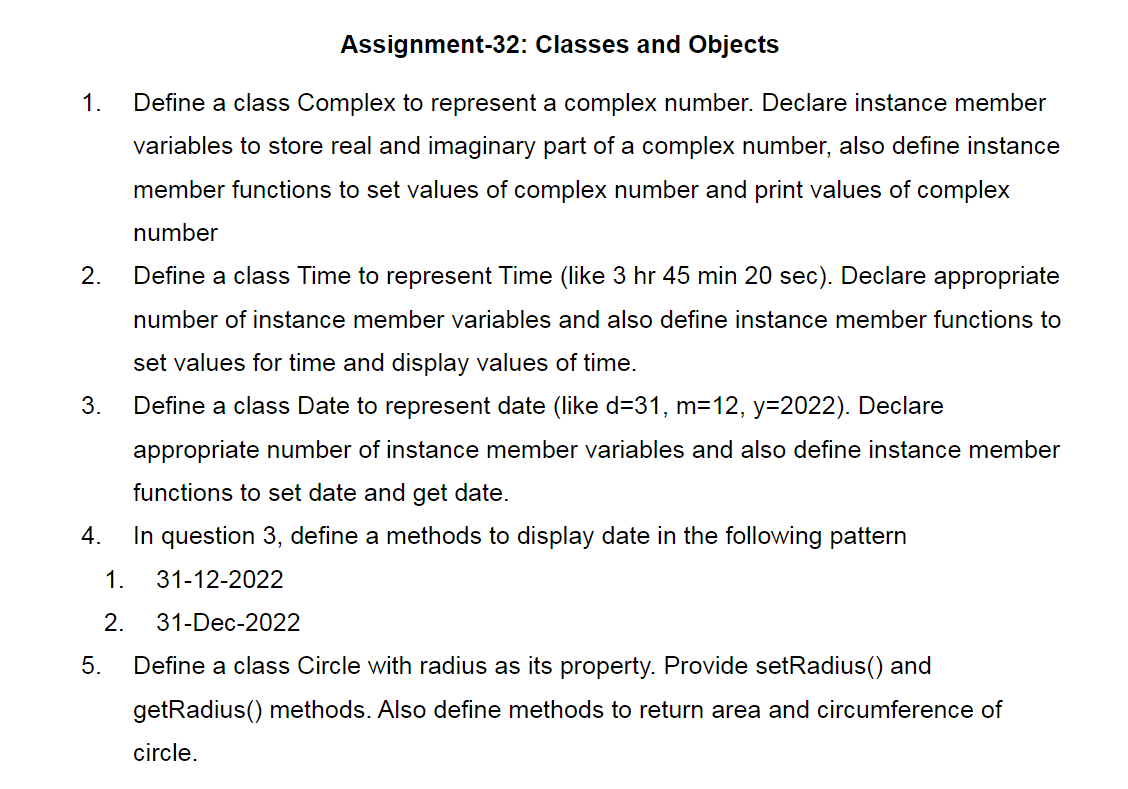 Assignment-32: Classes and Objects
1. Define a class Complex to represent a complex number. Declare instance member
variables to store real and imaginary part of a complex number, also define instance
member functions to set values of complex number and print values of complex
number
2. Define a class Time to represent Time (like 3 hr 45 min 20 sec). Declare appropriate
number of instance member variables and also define instance member functions to
set values for time and display values of time.
3. Define a class Date to represent date (like d=31, m=12, y=2022). Declare
appropriate number of instance member variables and also define instance member
functions to set date and get date.
4. In question 3, define a methods to display date in the following pattern
1. 31-12-2022
2. 31-Dec-2022
5. Define a class Circle with radius as its property. Provide setRadius() and
getRadius() methods. Also define methods to return area and circumference of
circle.